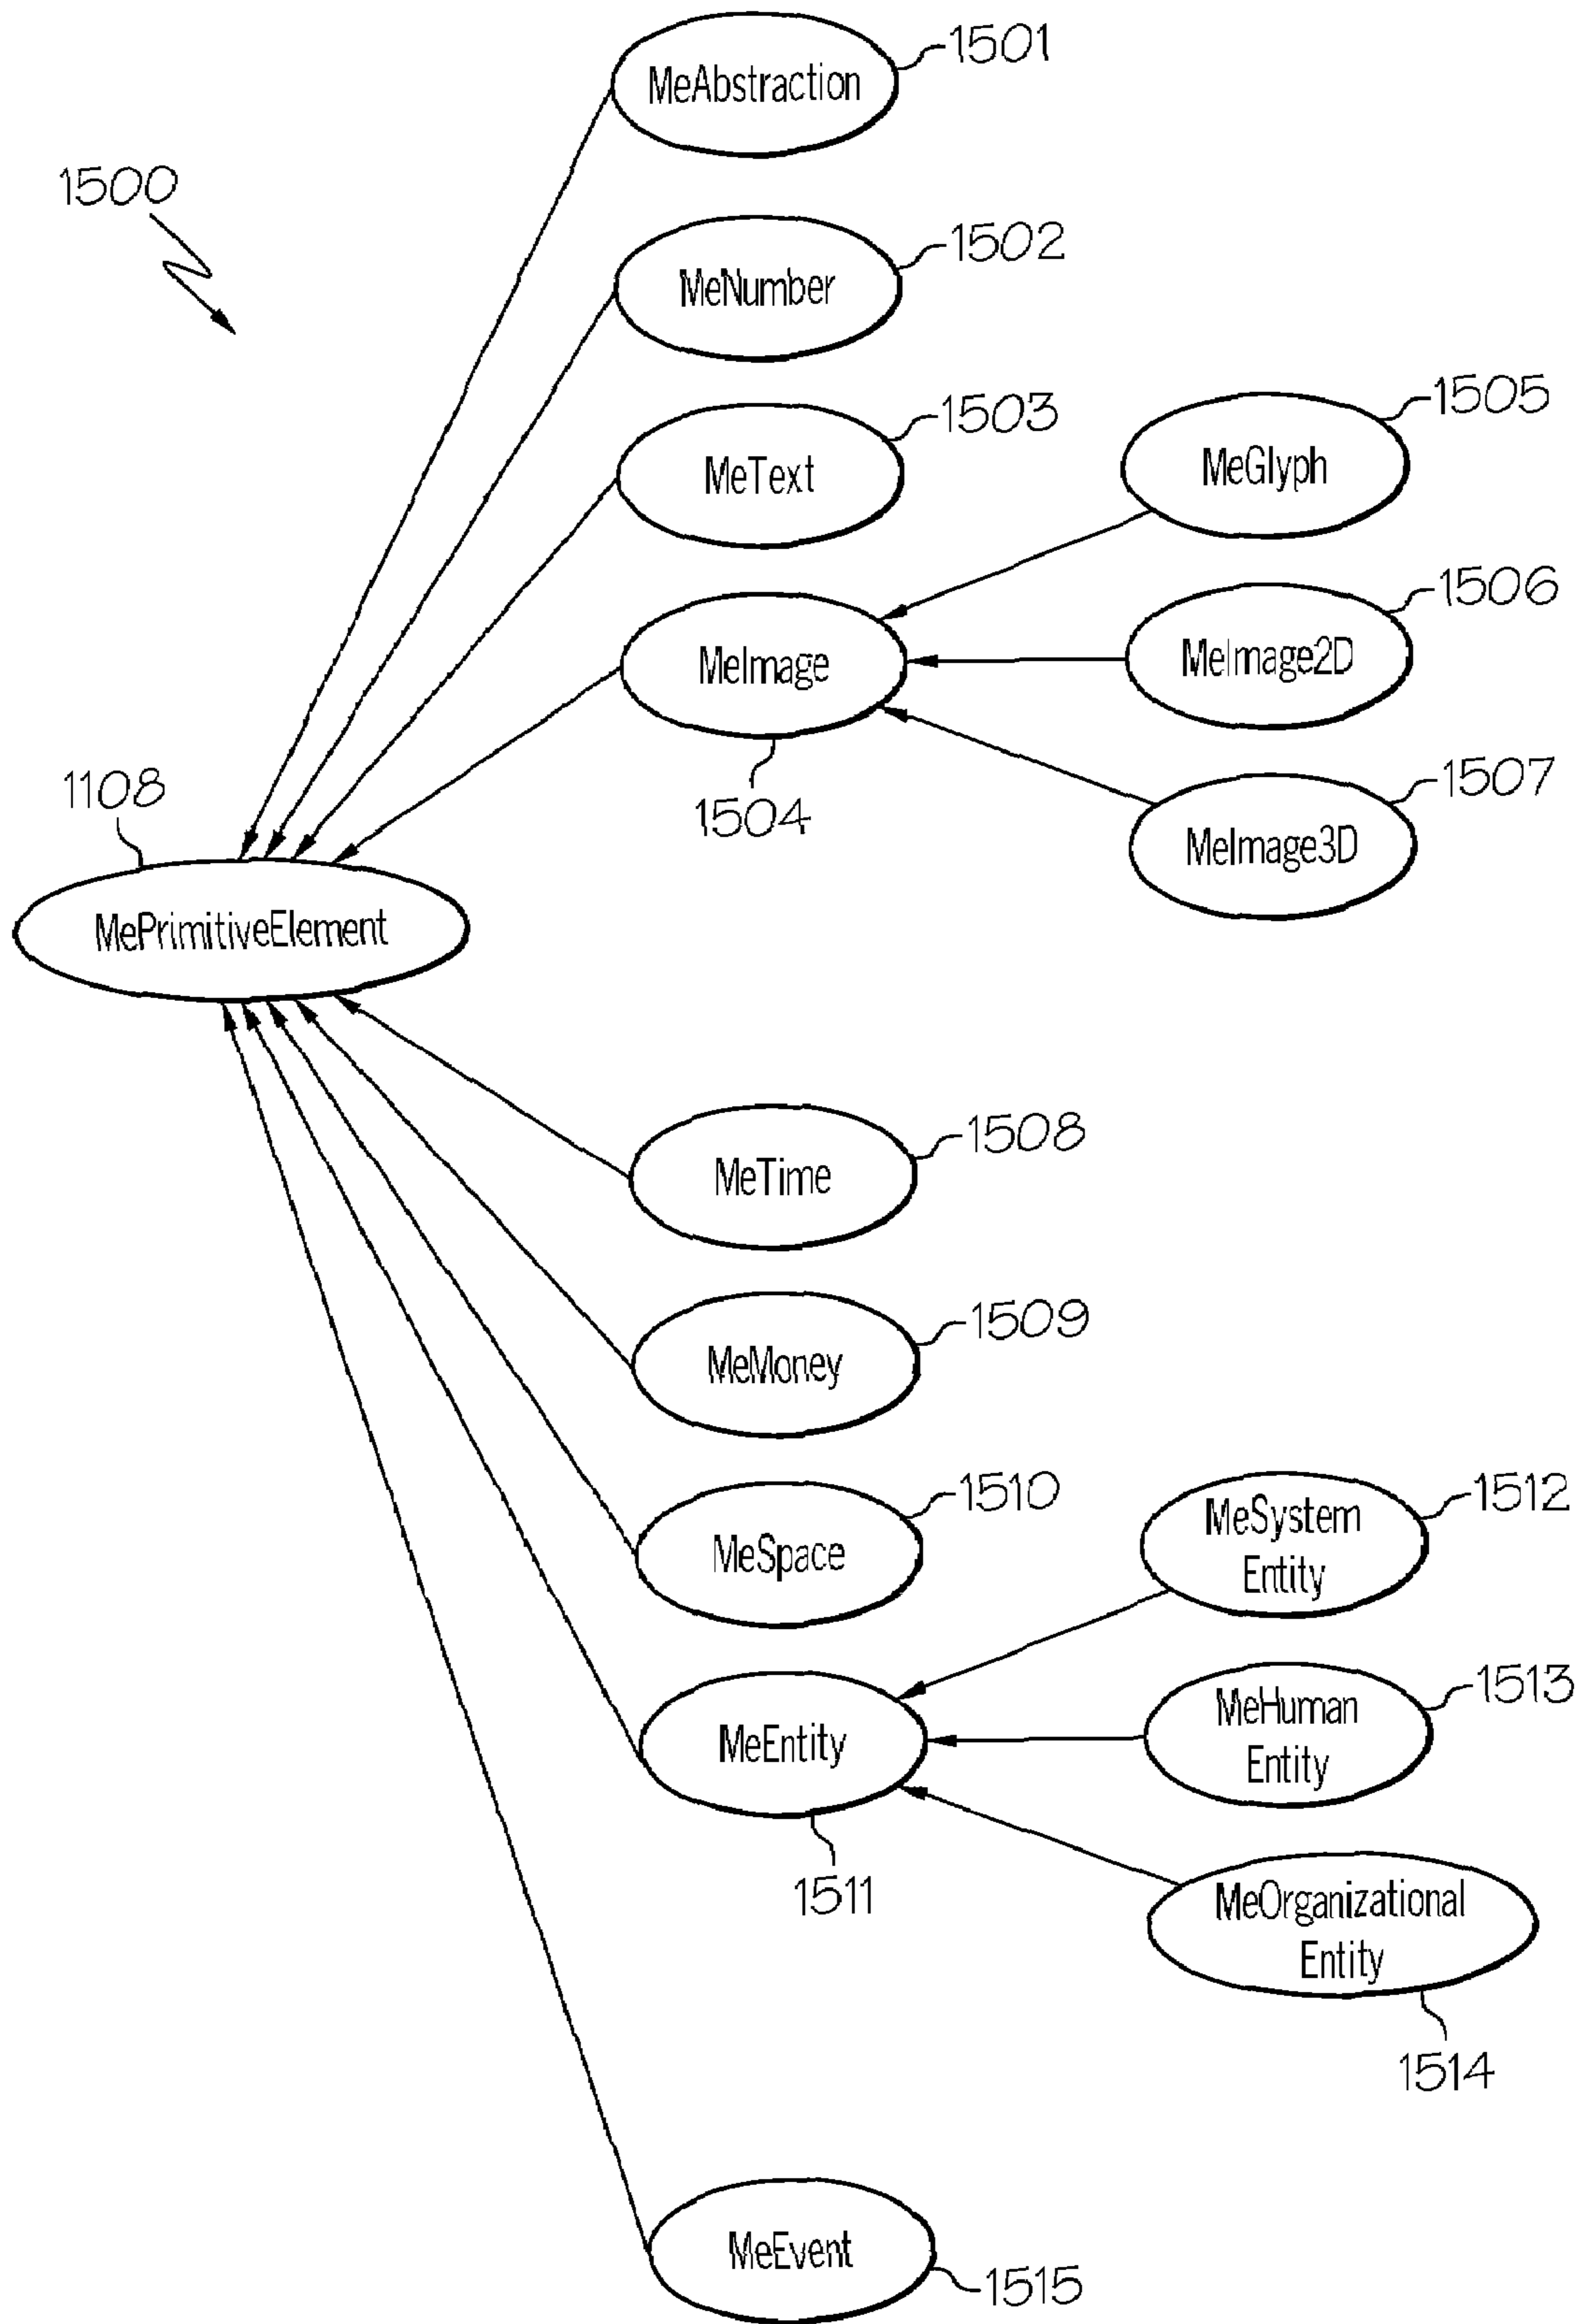 1501
MeAbstraction
1500
1502
MeNumber
1503
MeText
1505
MeGlyph
1506
MeImage
MeImage2D
1504
1507
MeImage3D
1108
MePrimitiveElement
1508
MeTime
1509
MeMoney
1510
MeSpace
1512
MeSystem
Entity
1511
MeEntity
1513
MeHuman
Entity
MeOrganizational
Entity
1514
MeEvent
1515